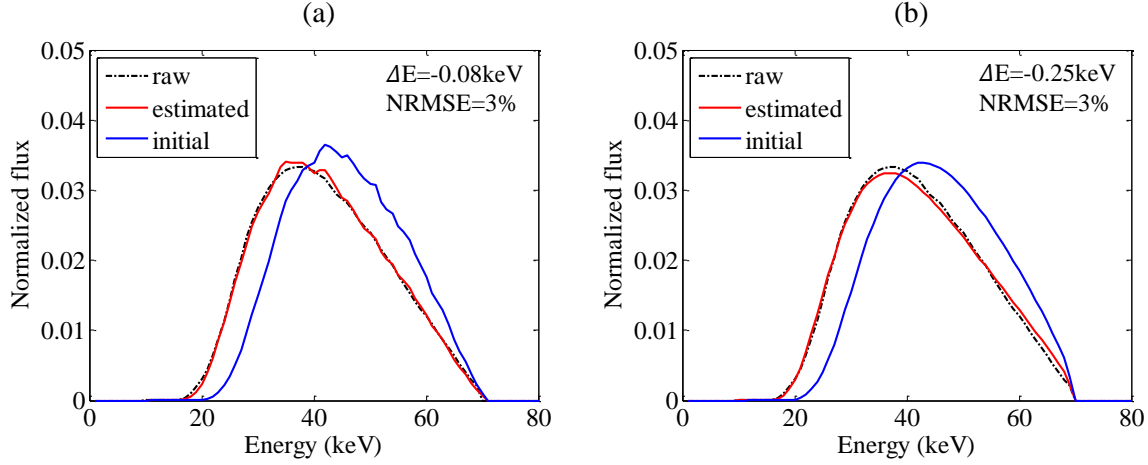 (a)
0.05
0.04
0.03
0.02
0.01
0
Normalized flux
raw
estimated
initial
ΔE=-0.08keV
NRMSE=3%
0 20 40 60 80
Energy (keV)
(b)
0.05
0.04
0.03
0.02
0.01
0
Normalized flux
raw
estimated
initial
ΔE=-0.25keV
NRMSE=3%
0 20 40 60 80
Energy (keV)